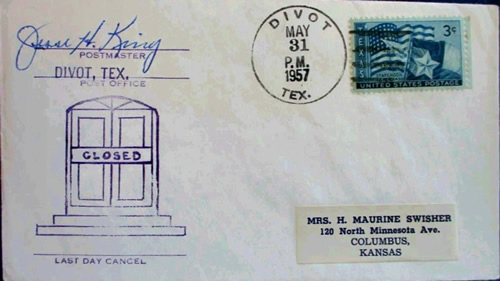 Jesse H. King
POSTMASTER
DIVOT, TEX.
POST OFFICE
CLOSED
LAST DAY CANCEL
DIVOT
MAY
31
P.M.
1957
TEX.
3¢
TEXAS
UNITED STATES POSTAGE
MRS. H. MAURINE SWISHER
120 North Minnesota Ave.
COLUMBUS,
KANSAS